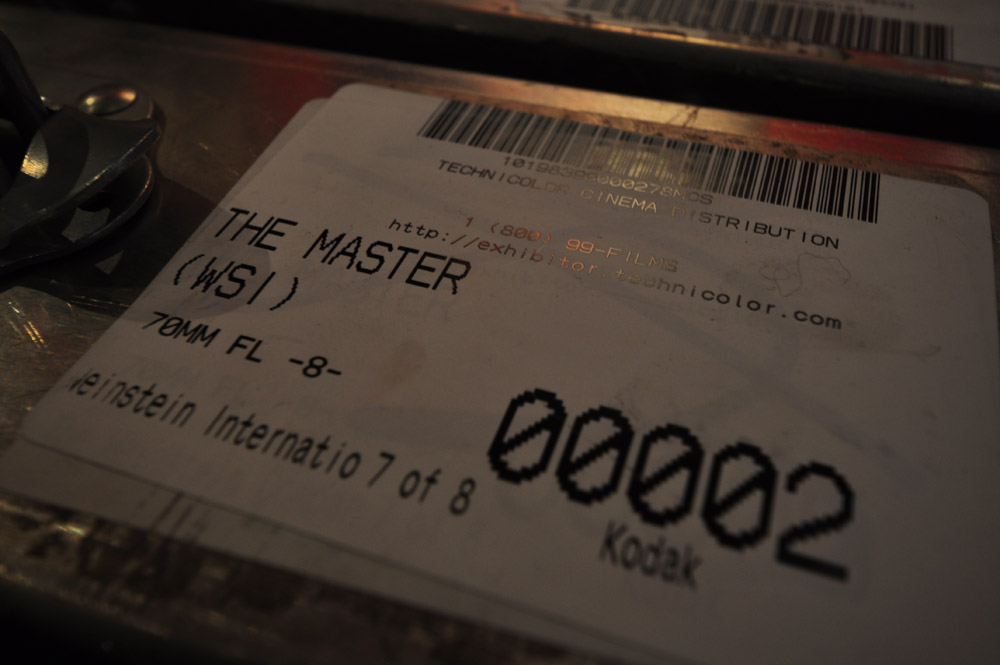 TECHNICOLOR CINEMA DISTRIBUTION
1 (800) 99-FILMS
http://exhibitor.technicolor.com
THE MASTER
(WSI)
70MM FL -8-
einstein Internatio 7 of 8
00002
Kodak